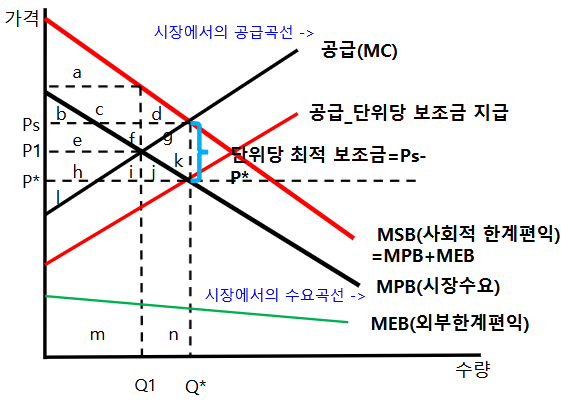 가격
시장에서의 공급곡선 ->
공급(MC)
a
공급_단위당 보조금 지급
b
c
d
Ps
f
g
P1
e
단위당 최적 보조금=Ps-
P*
k
P*
h
i
j
l
MSB(사회적 한계편익)
=MPB+MEB
MPB(시장수요)
시장에서의 수요곡선 ->
MEB(외부한계편익)
m
n
수량
Q1
Q*